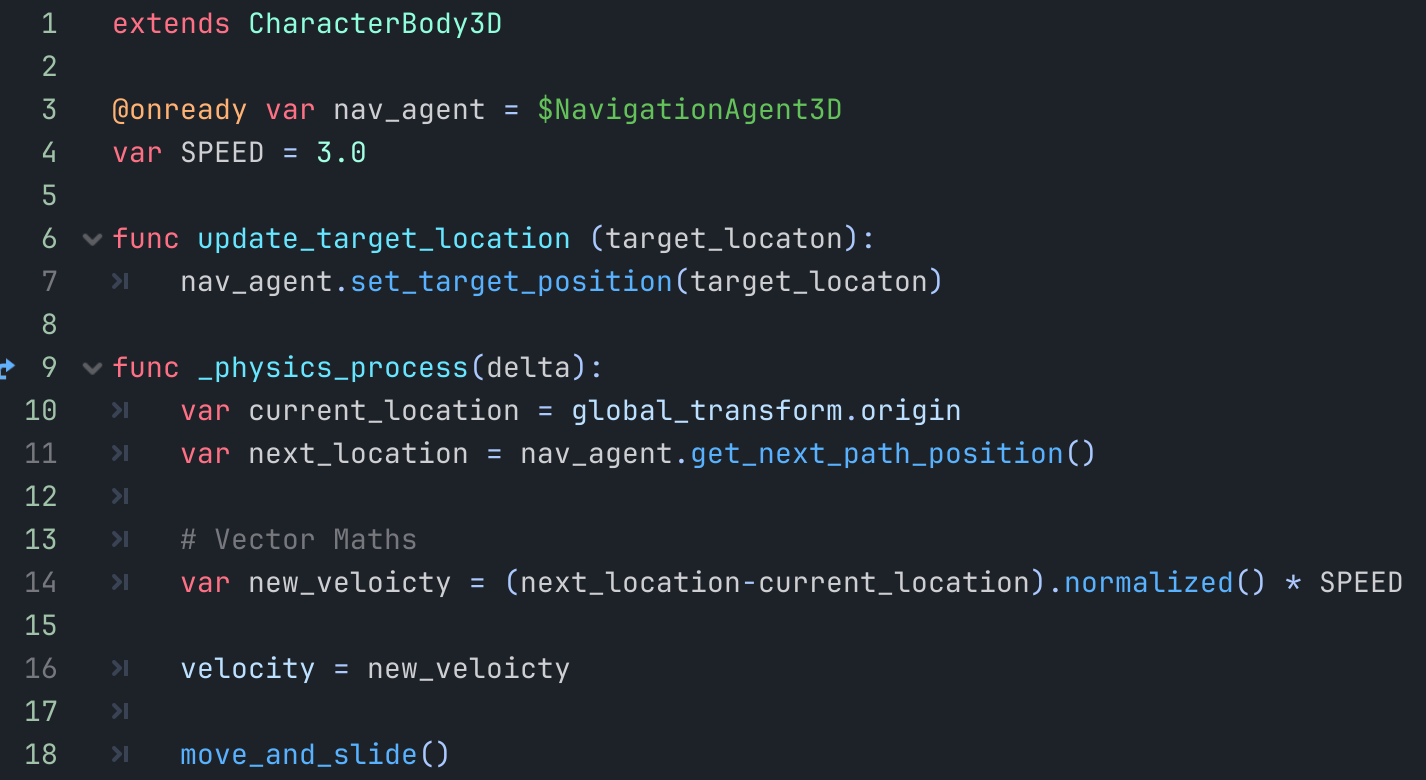 1 extends CharacterBody3D
2
3 @onready var nav_agent = $NavigationAgent3D
4 var SPEED = 3.0
5
6 func update_target_location (target_locaton):
7 nav_agent.set_target_position(target_locaton)
8
9 func _physics_process(delta):
10 var current_location = global_transform.origin
11 var next_location = nav_agent.get_next_path_position()
12
13 # Vector Maths
14 var new_veloicty = (next_location-current_location).normalized() * SPEED
15
16 velocity = new_veloicty
17
18 move_and_slide()